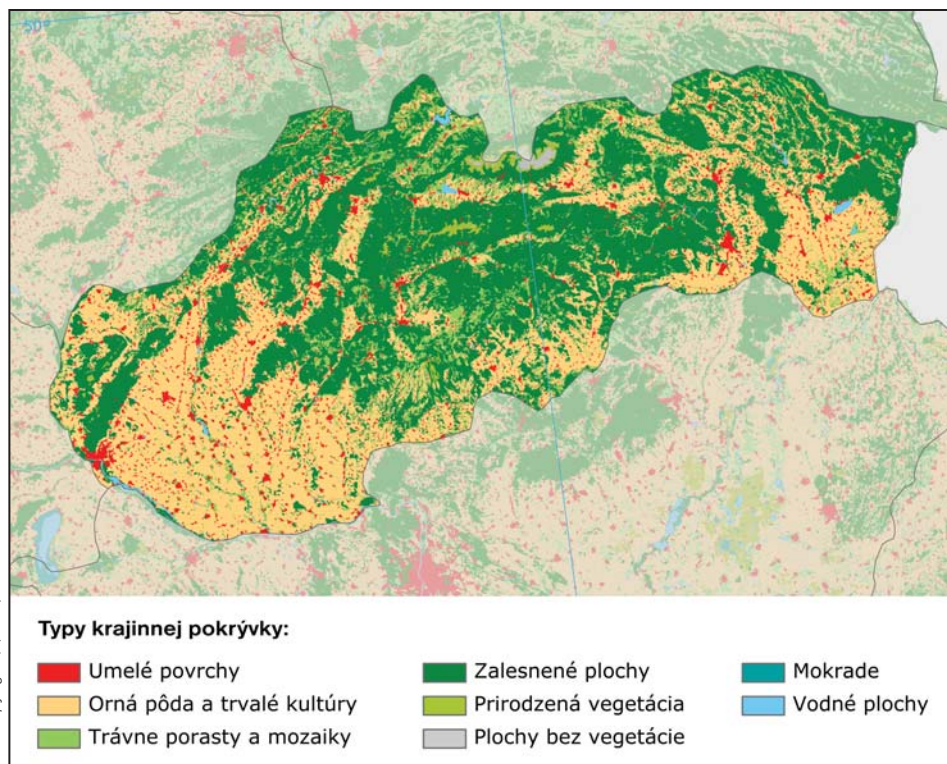 50°
Typy krajinnej pokrývky:
Umelé povrchy
Orná pôda a trvalé kultúry
Trávne porasty a mozaiky
Zalesnené plochy
Prirodzená vegetácia
Plochy bez vegetácie
Mokrade
Vodné plochy